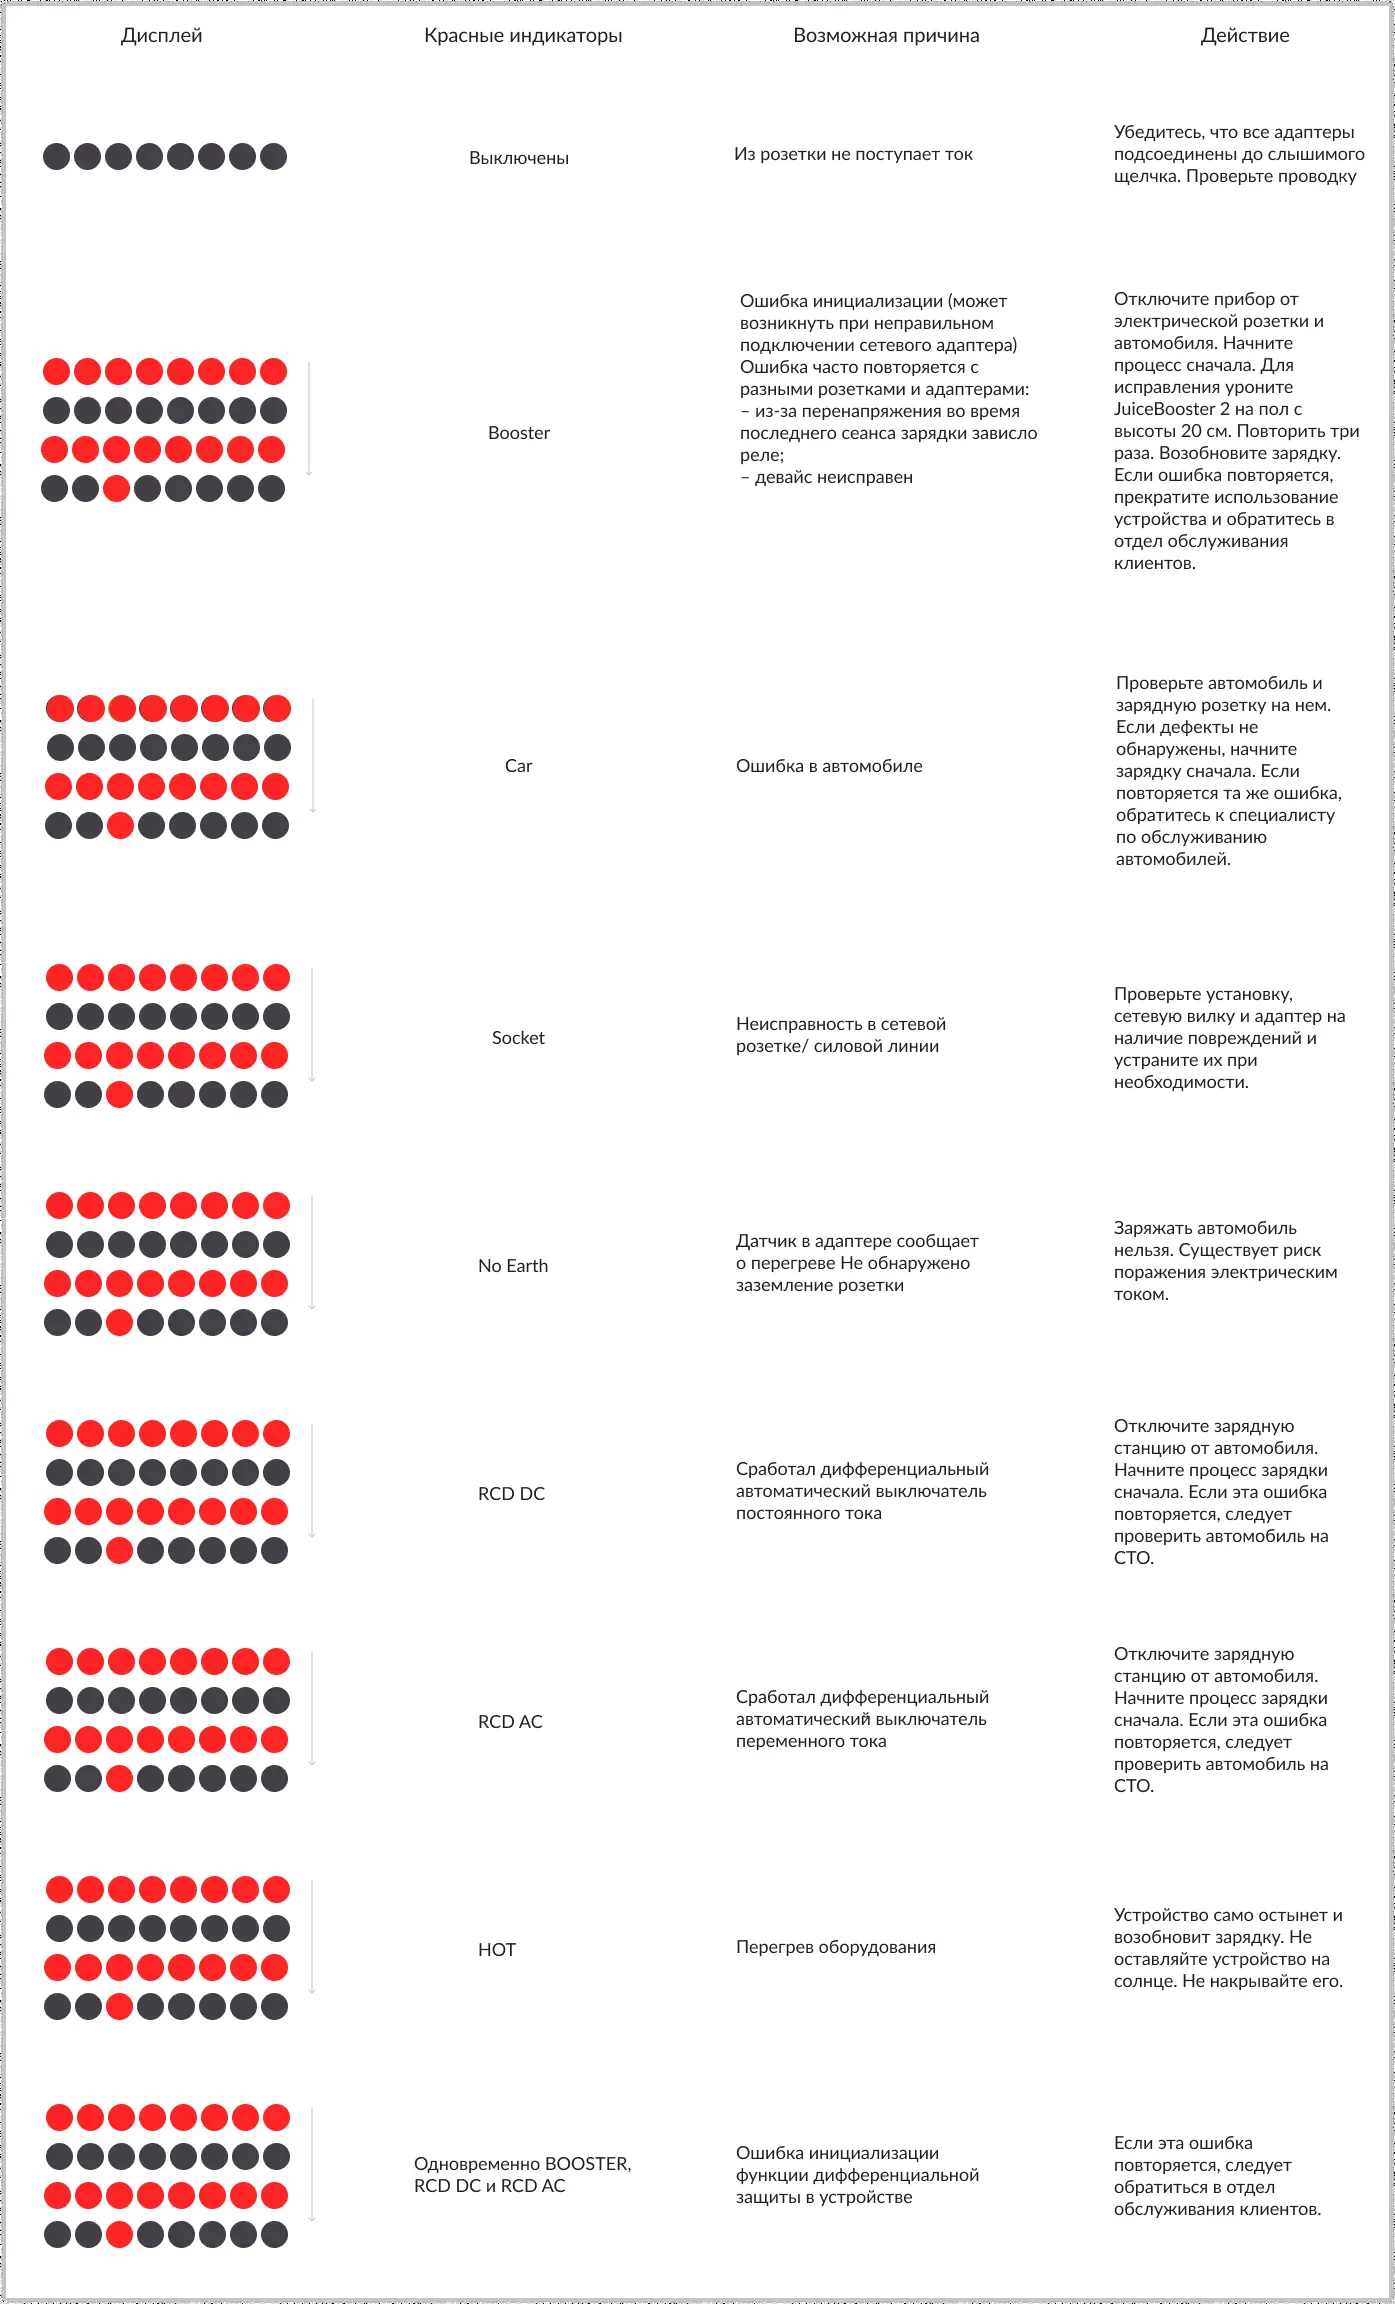 Дисплей
Красные индикаторы
Возможная причина
Действие
Выключены
Из розетки не поступает ток
Убедитесь, что все адаптеры
подсоединены до слышимого
щелчка. Проверьте проводку
Booster
Ошибка инициализации (может
возникнуть при неправильном
подключении сетевого адаптера)
Ошибка часто повторяется с
разными розетками и адаптерами:
– из-за перенапряжения во время
последнего сеанса зарядки зависло
реле;
– девайс неисправен
Отключите прибор от
электрической розетки и
автомобиля. Начните
процесс сначала. Для
исправления уроните
JuiceBooster 2 на пол с
высоты 20 см. Повторить три
раза. Возобновите зарядку.
Если ошибка повторяется,
прекратите использование
устройства и обратитесь в
отдел обслуживания
клиентов.
Car
Ошибка в автомобиле
Проверьте автомобиль и
зарядную розетку на нем.
Если дефекты не
обнаружены, начните
зарядку сначала. Если
повторяется та же ошибка,
обратитесь к специалисту
по обслуживанию
автомобилей.
Socket
Неисправность в сетевой
розетке/ силовой линии
Проверьте установку,
сетевую вилку и адаптер на
наличие повреждений и
устраните их при
необходимости.
No Earth
Датчик в адаптере сообщает
о перегреве Не обнаружено
заземление розетки
Заряжать автомобиль
нельзя. Существует риск
поражения электрическим
током.
RCD DC
Сработал дифференциальный
автоматический выключатель
постоянного тока
Отключите зарядную
станцию от автомобиля.
Начните процесс зарядки
сначала. Если эта ошибка
повторяется, следует
проверить автомобиль на
СТО.
RCD AC
Сработал дифференциальный
автоматический выключатель
переменного тока
Отключите зарядную
станцию от автомобиля.
Начните процесс зарядки
сначала. Если эта ошибка
повторяется, следует
проверить автомобиль на
СТО.
HOT
Перегрев оборудования
Устройство само остынет и
возобновит зарядку. Не
оставляйте устройство на
солнце. Не накрывайте его.
Одновременно BOOSTER,
RCD DC и RCD AC
Ошибка инициализации
функции дифференциальной
защиты в устройстве
Если эта ошибка
повторяется, следует
обратиться в отдел
обслуживания клиентов.